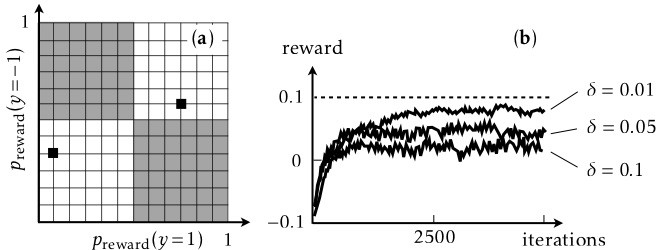 1
(a)
p_reward(y=−1)
p_reward(y=1) 1
(b)
reward
0.1
0
−0.1
2500
iterations
δ = 0.01
δ = 0.05
δ = 0.1